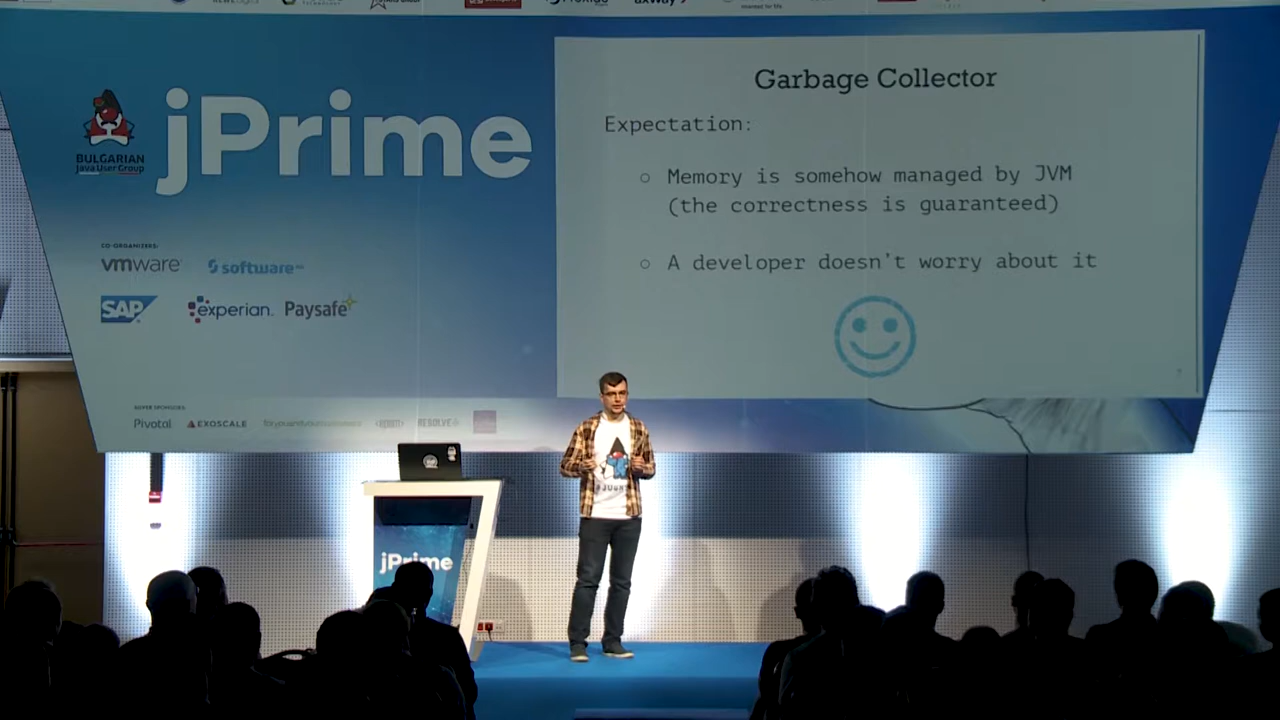 jPrime
BULGARIAN
Java User Group
CO-ORGANIZERS:
vmware
software
SAP
experian.
Paysafe
Pivotal
EXOSCALE
RESOLVE
Garbage Collector
Expectation:
○ Memory is somehow managed by JVM
(the correctness is guaranteed)
○ A developer doesn't worry about it
jPrime